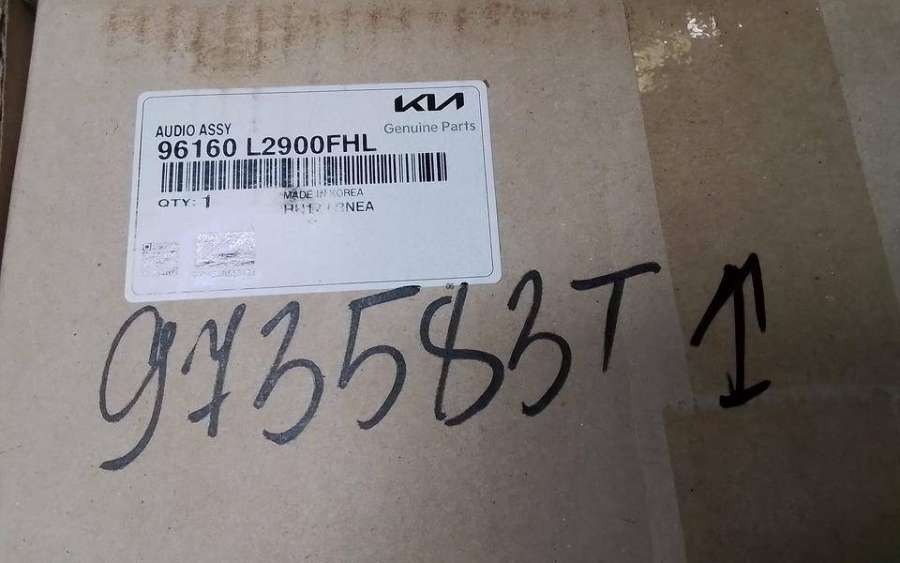 KIA
Genuine Parts
AUDIO ASSY
96160 L2900FHL
MADE IN KOREA
QTY: 1
973583T